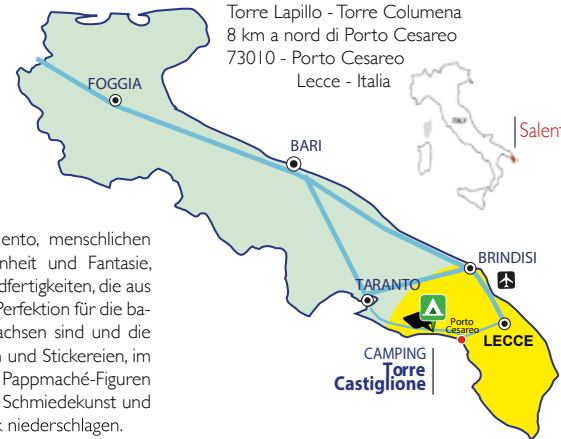 Torre Lapillo - Torre Columena
8 km a nord di Porto Cesareo
73010 - Porto Cesareo
Lecce - Italia
ITALY
Salen
FOGGIA
BARI
BRINDISI
TARANTO
Porto
Cesareo
LECCE
CAMPING
Torre
Castiglione
ento, menschlichen
nheit und Fantasie,
dfertigkeiten, die aus
Perfektion für die ba-
achsen sind und die
n und Stickereien, im
Pappmaché-Figuren
Schmiedekunst und
k niederschlagen.